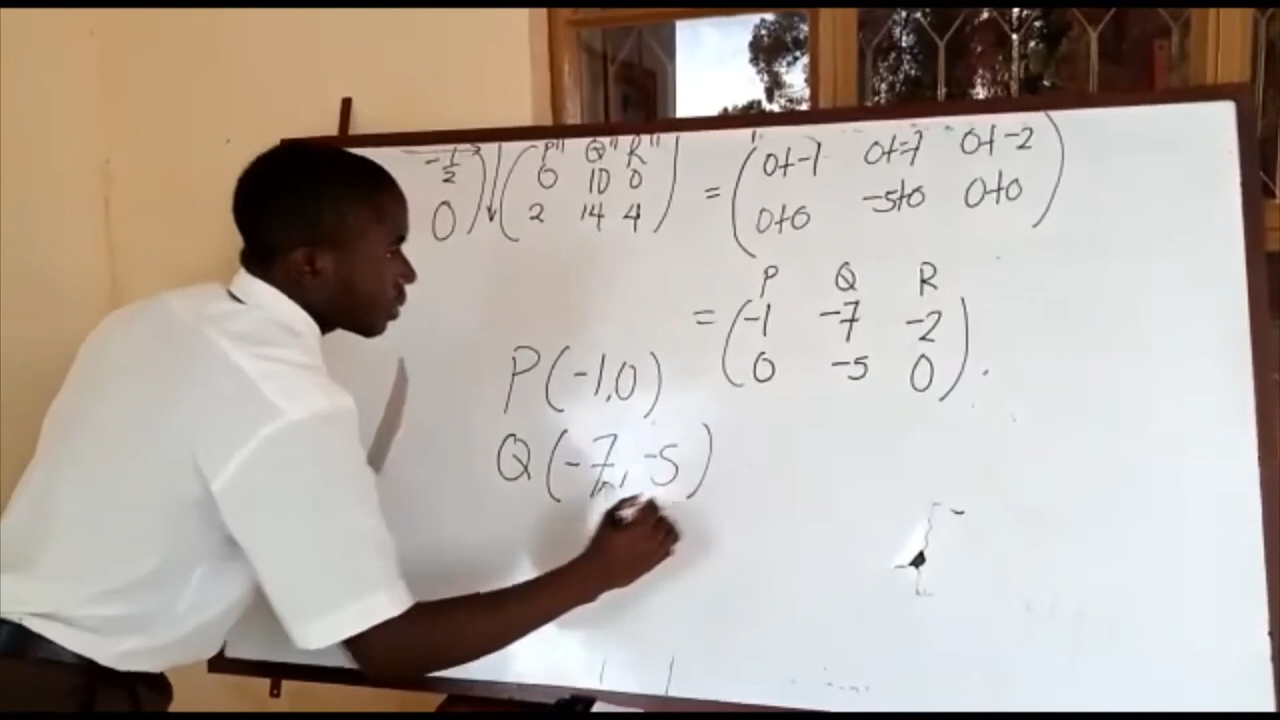 P" Q" R"
-1/2 ) ↓ ( 0 10 0 ) = ( 0+-1 0+-7 0+-2 )
0 ) ( 2 14 4 ) ( 0+0 -5+0 0+0 )
P Q R
= ( -1 -7 -2 )
( 0 -5 0 ) .
P(-1,0)
Q(-7,-5)